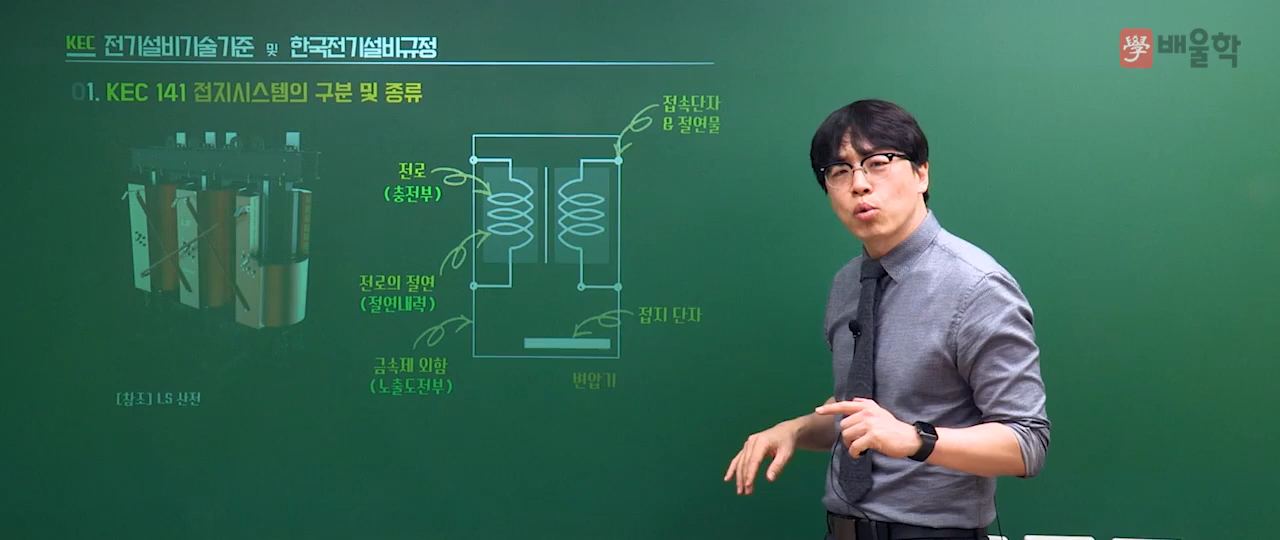 KEC 전기설비기술기준 및 한국전기설비규정
學 배울학
01. KEC 141 접지시스템의 구분 및 종류
접속단자
& 절연물
전로
(충전부)
전로의 절연
(절연내력)
접지 단자
금속제 외함
(노출도전부)
변압기
[참조] LS 산전